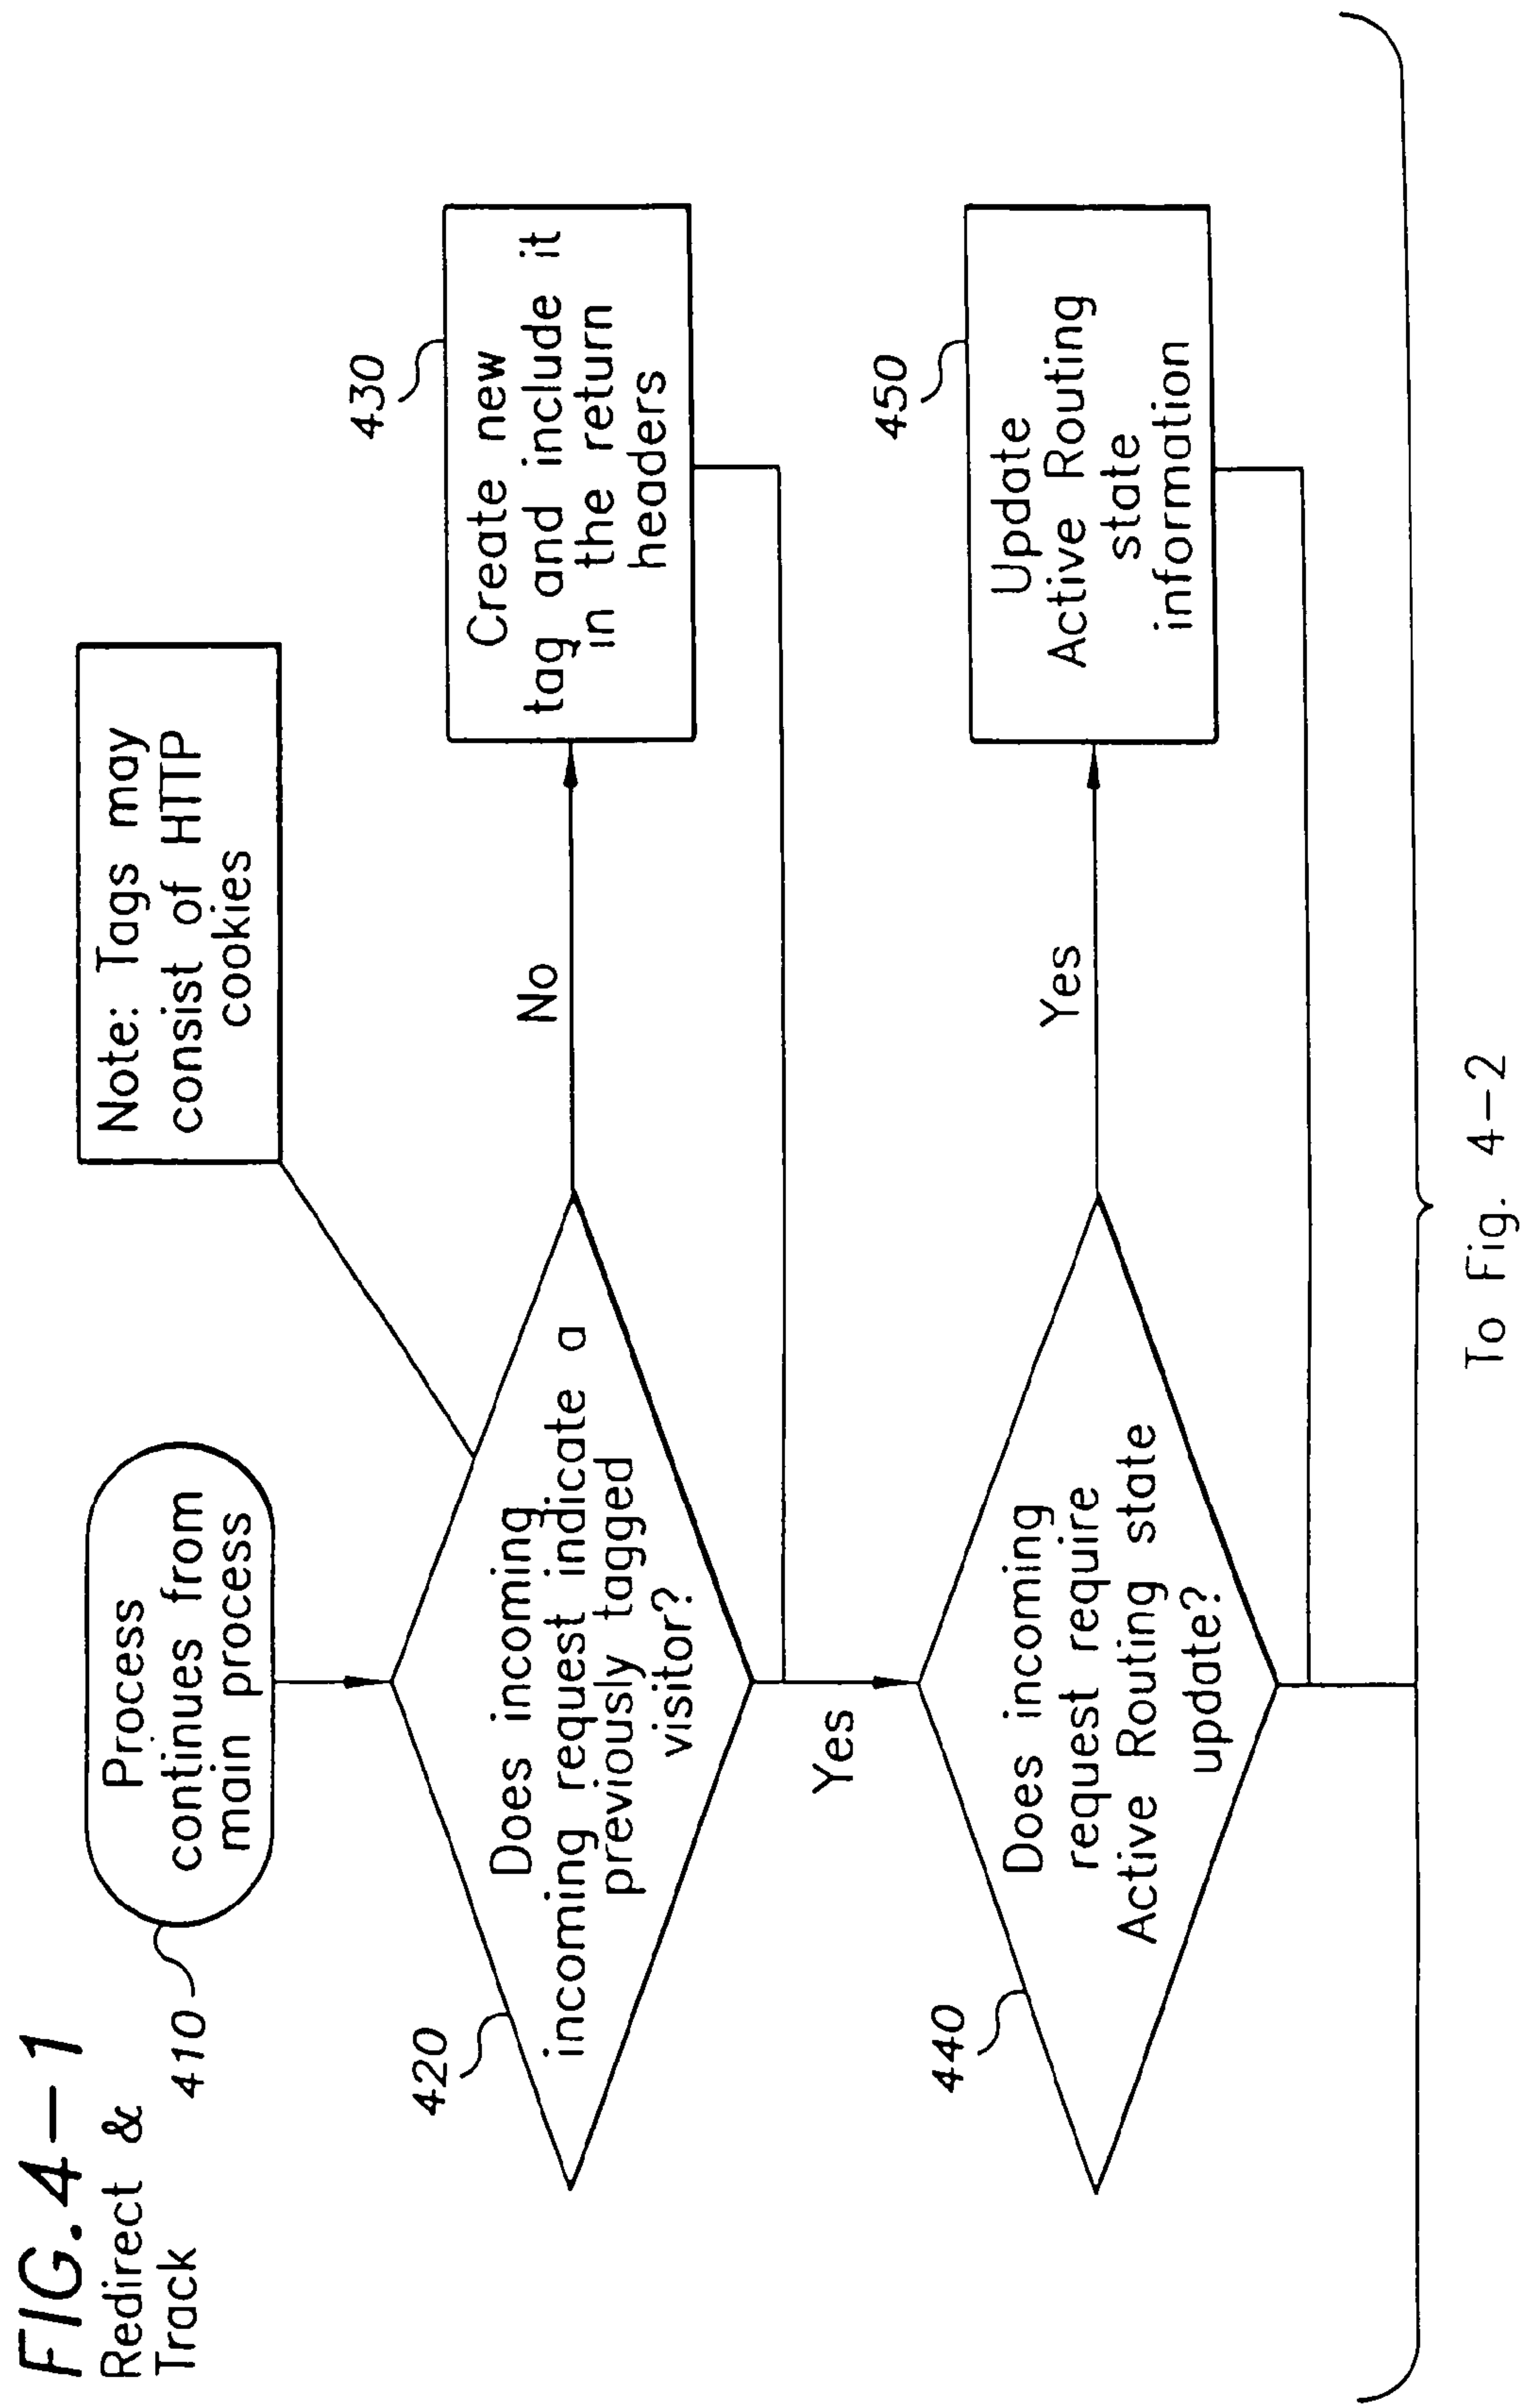 FIG.4-1
Redirect &
Track
410
Process
continues from
main process
Note: Tags may
consist of HTTP
cookies
420
Does incoming
incoming request indicate a
previously tagged
visitor?
No
430
Create new
tag and include it
in the return
headers
Yes
440
Does incoming
request require
Active Routing state
update?
Yes
450
Update
Active Routing
state
information
To Fig. 4-2